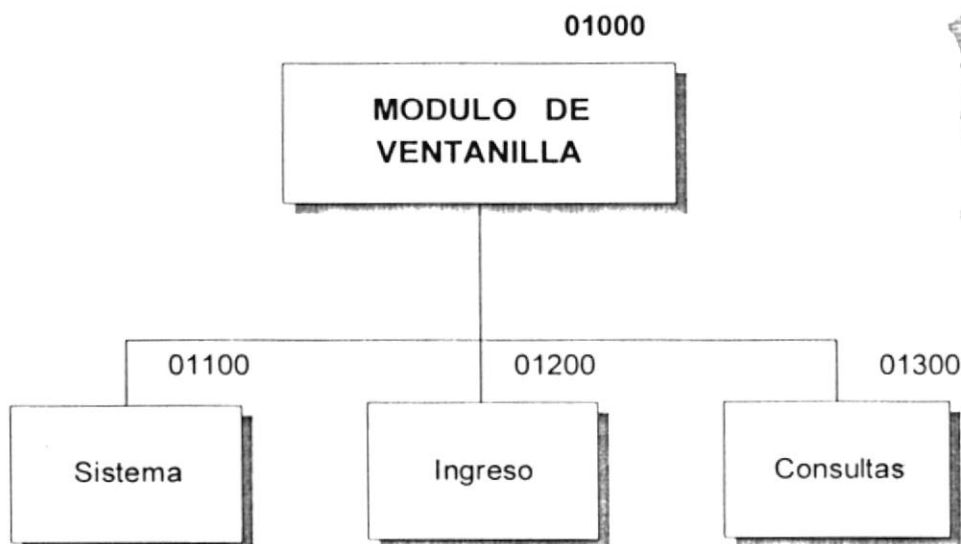 01000
MODULO DE
VENTANILLA
01100
01200
01300
Sistema
Ingreso
Consultas